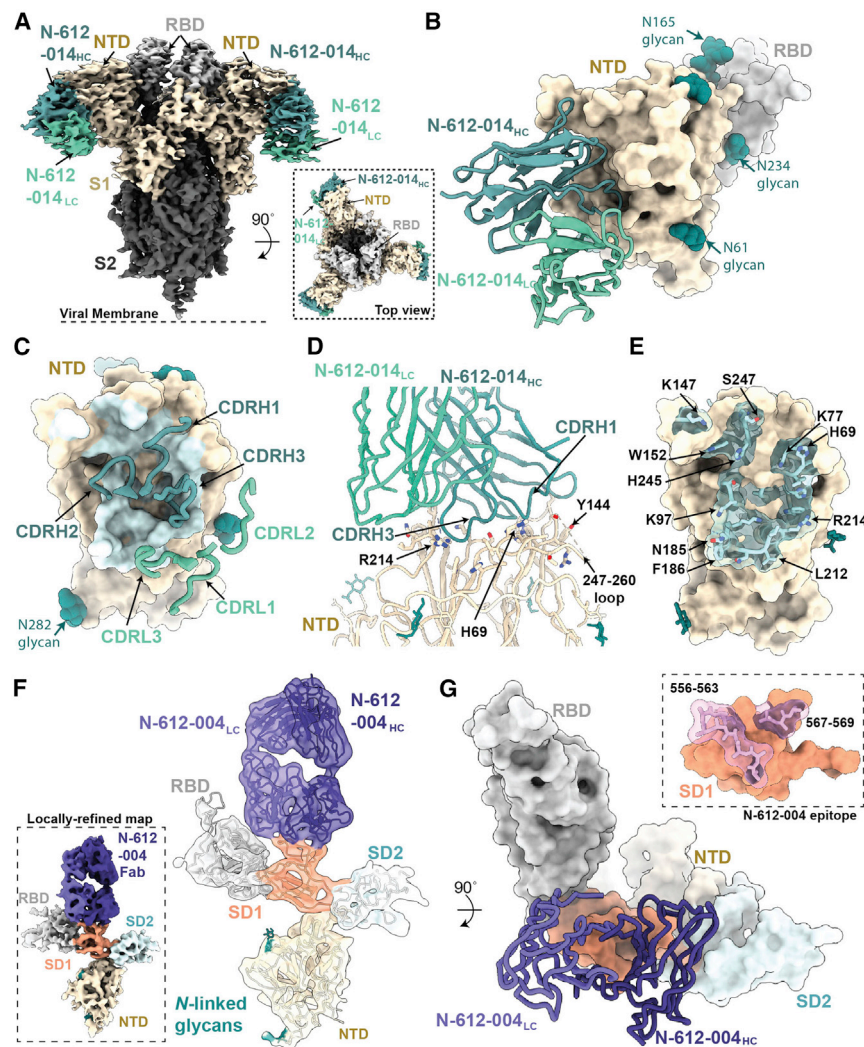 A
RBD
N-612
-014HC
NTD
NTD
N-612-014HC
N-612
-014LC
N-612
-014LC
S1
S2
90°
Viral Membrane
N-612-014HC
NTD
N-612-
014L
RBD
Top view
B
N165
glycan
RBD
NTD
N-612-014HC
N234
glycan
N61
glycan
N-612-014LC
C
NTD
CDRH1
CDRH3
CDRH2
CDRL2
N282
glycan
CDRL1
CDRL3
D
N-612-014LC
N-612-014HC
CDRH1
CDRH3
Y144
R214
247-260
loop
NTD
H69
E
K147
S247
K77
H69
W152
H245
K97
R214
N185
F186
L212
F
N-612-004LC
N-612
-004HC
RBD
SD1
SD2
N-linked
glycans
NTD
Locally-refined map
N-612
-004
Fab
RBD
SD2
SD1
NTD
G
RBD
556-563
567-569
SD1
N-612-004 epitope
NTD
90°
SD2
N-612-004LC
N-612-004HC